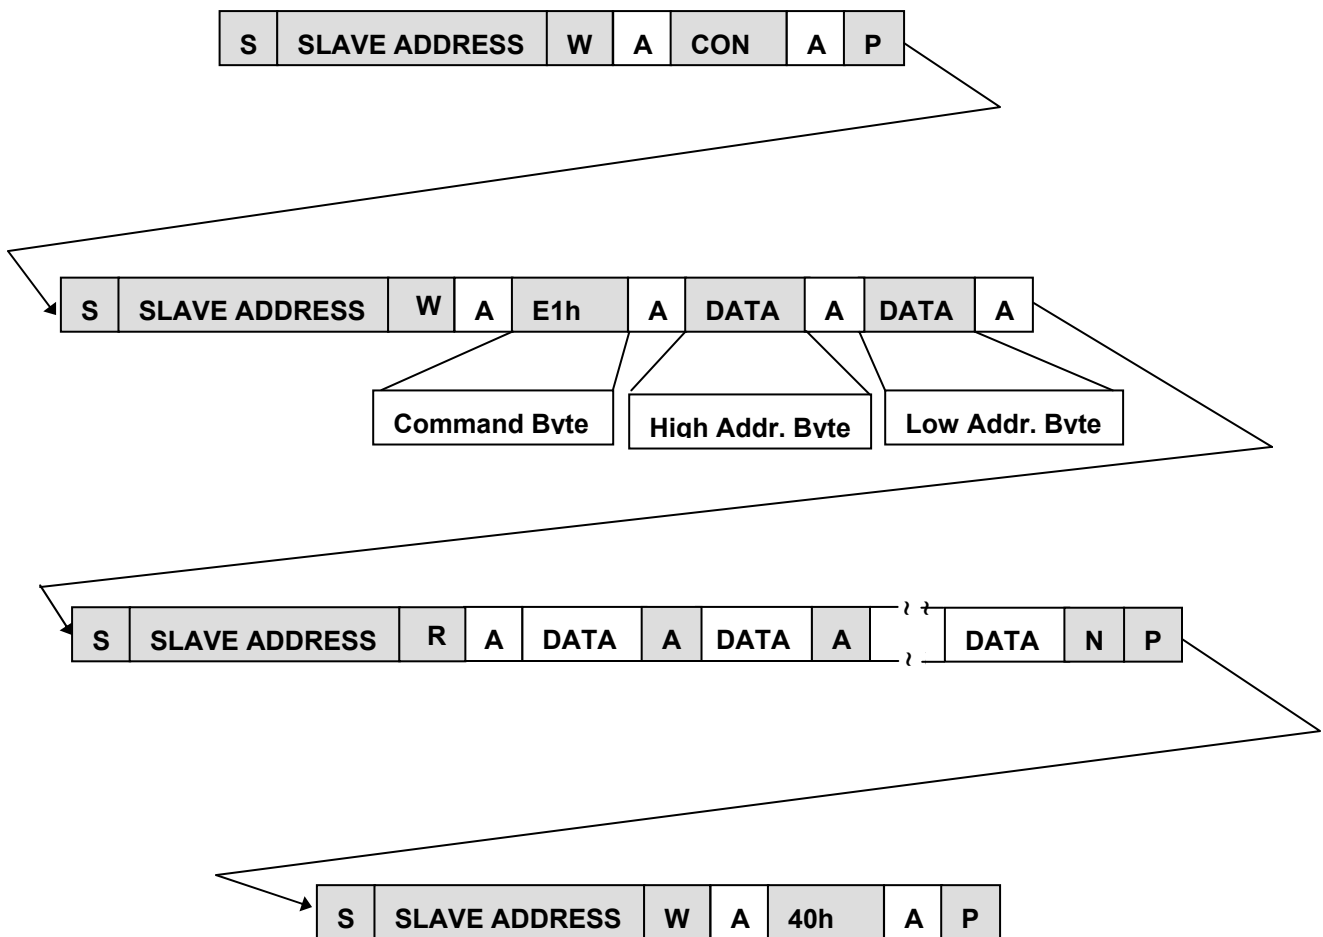 S SLAVE ADDRESS W A CON A P
S SLAVE ADDRESS W A E1h A DATA A DATA A
Command Byte High Addr. Byte Low Addr. Byte
S SLAVE ADDRESS R A DATA A DATA A ~ ~ DATA N P
S SLAVE ADDRESS W A 40h A P